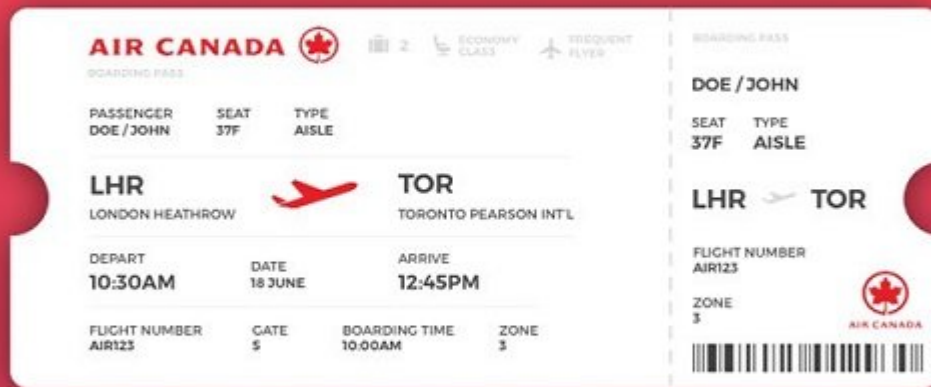 AIR CANADA
2
ECONOMY CLASS
FREQUENT FLYER
BOARDING PASS
PASSENGER SEAT TYPE
DOE / JOHN 37F AISLE
LHR TOR
LONDON HEATHROW TORONTO PEARSON INT'L
DEPART DATE ARRIVE
10:30AM 18 JUNE 12:45PM
FLIGHT NUMBER GATE BOARDING TIME ZONE
AIR123 5 10:00AM 3
BOARDING PASS
DOE / JOHN
SEAT TYPE
37F AISLE
LHR TOR
FLIGHT NUMBER
AIR123
ZONE
3
AIR CANADA